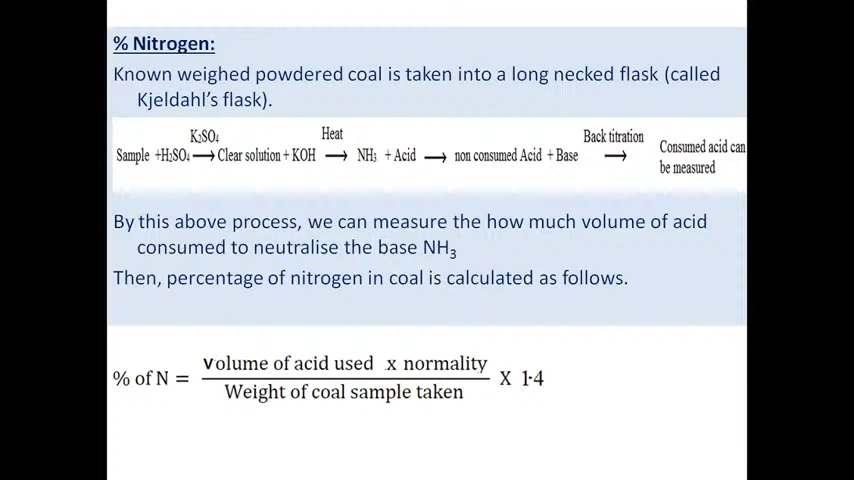 % Nitrogen:
Known weighed powdered coal is taken into a long necked flask (called
Kjeldahl's flask).
K₂SO₄ Heat Back titration
Sample +H₂SO₄ ⟶ Clear solution + KOH ⟶ NH₃ + Acid ⟶ non consumed Acid + Base ⟶ Consumed acid can
be measured
By this above process, we can measure the how much volume of acid
consumed to neutralise the base NH₃
Then, percentage of nitrogen in coal is calculated as follows.
volume of acid used x normality
% of N = ─── X 1·4
Weight of coal sample taken